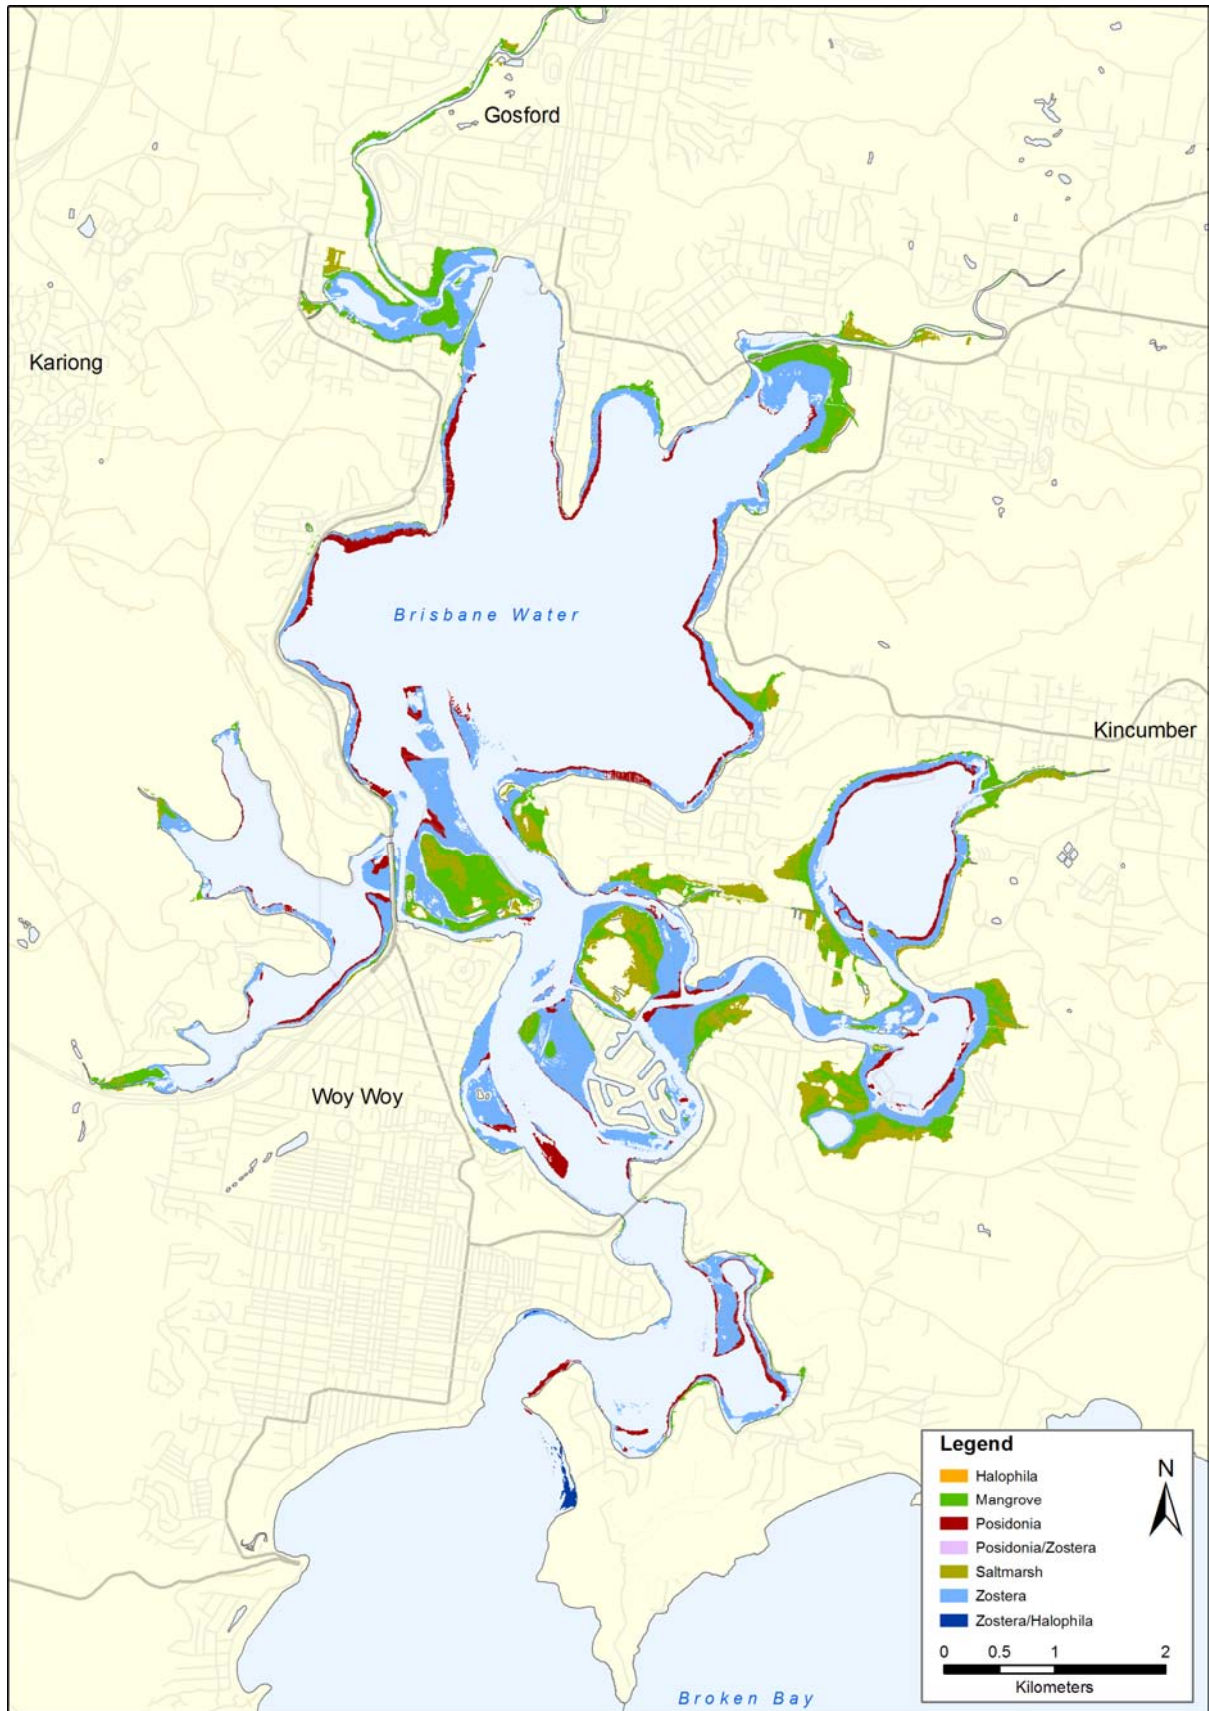 Gosford
Kariong
Brisbane Water
Kincumber
Woy Woy
Legend
Halophila
Mangrove
Posidonia
Posidonia/Zostera
Saltmarsh
Zostera
Zostera/Halophila
N
0 0.5 1 2
Kilometers
Broken Bay